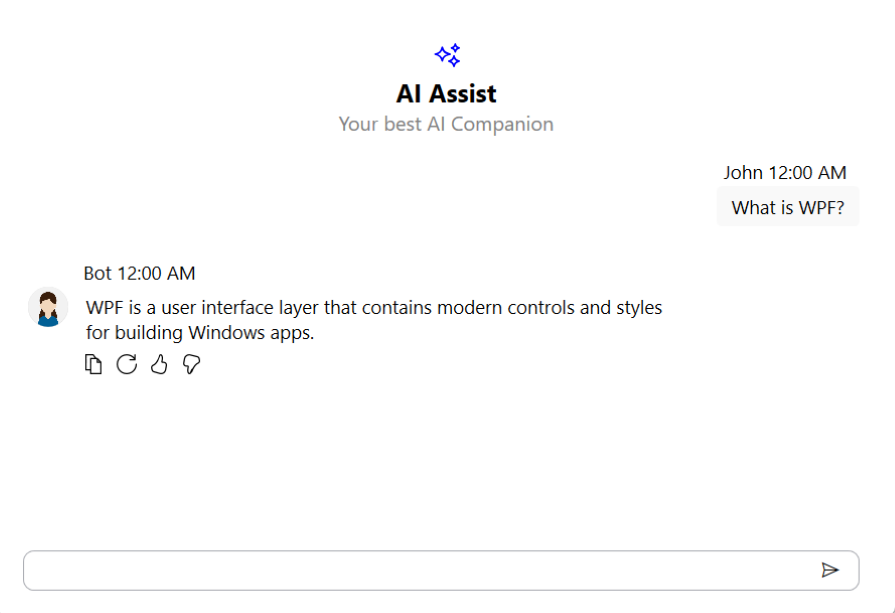 AI Assist
Your best AI Companion
John 12:00 AM
What is WPF?
Bot 12:00 AM
WPF is a user interface layer that contains modern controls and styles
for building Windows apps.